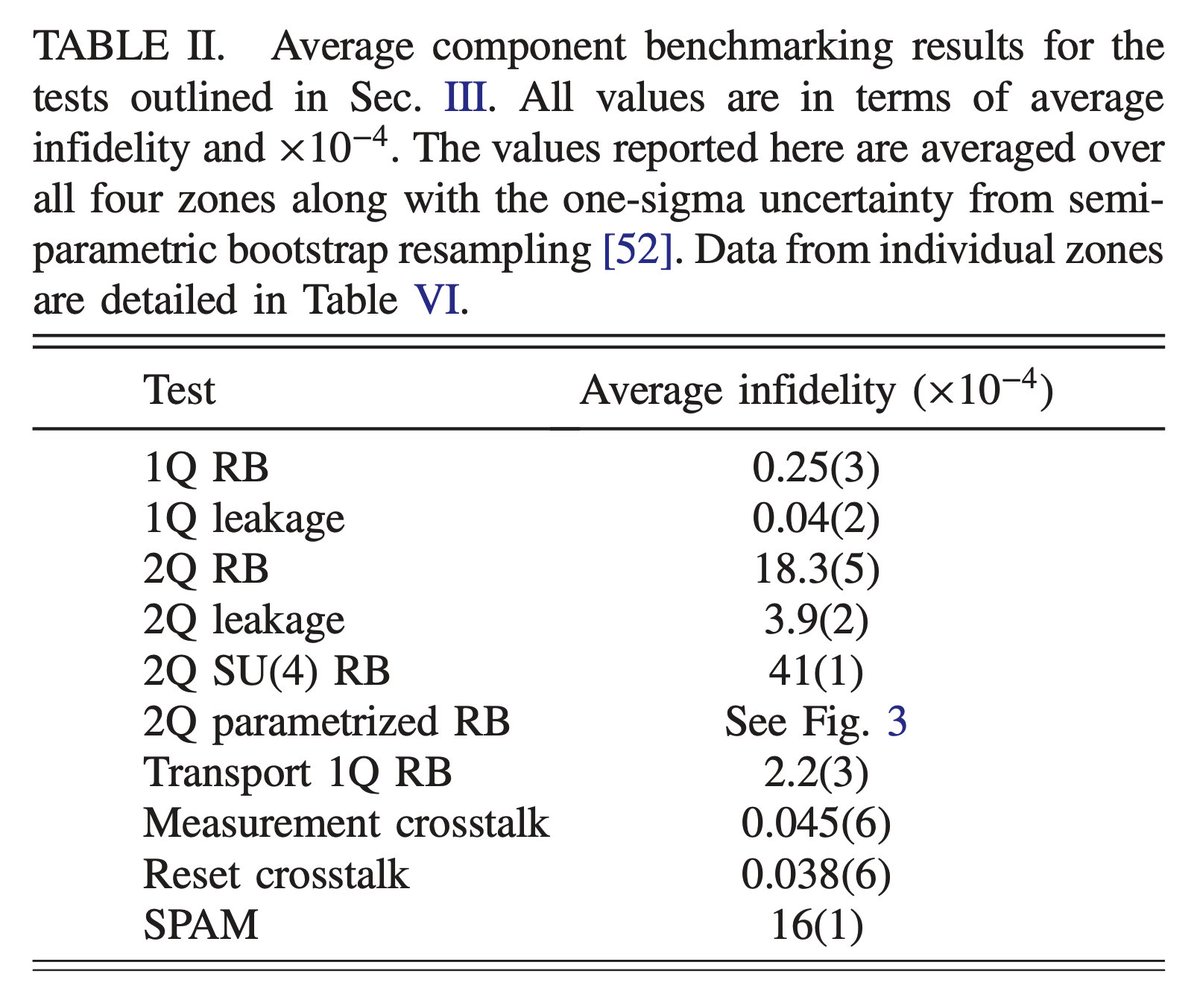 TABLE II. Average component benchmarking results for the
tests outlined in Sec. III. All values are in terms of average
infidelity and ×10−4. The values reported here are averaged over
all four zones along with the one-sigma uncertainty from semi-
parametric bootstrap resampling [52]. Data from individual zones
are detailed in Table VI.
Test Average infidelity (×10−4)
1Q RB 0.25(3)
1Q leakage 0.04(2)
2Q RB 18.3(5)
2Q leakage 3.9(2)
2Q SU(4) RB 41(1)
2Q parametrized RB See Fig. 3
Transport 1Q RB 2.2(3)
Measurement crosstalk 0.045(6)
Reset crosstalk 0.038(6)
SPAM 16(1)